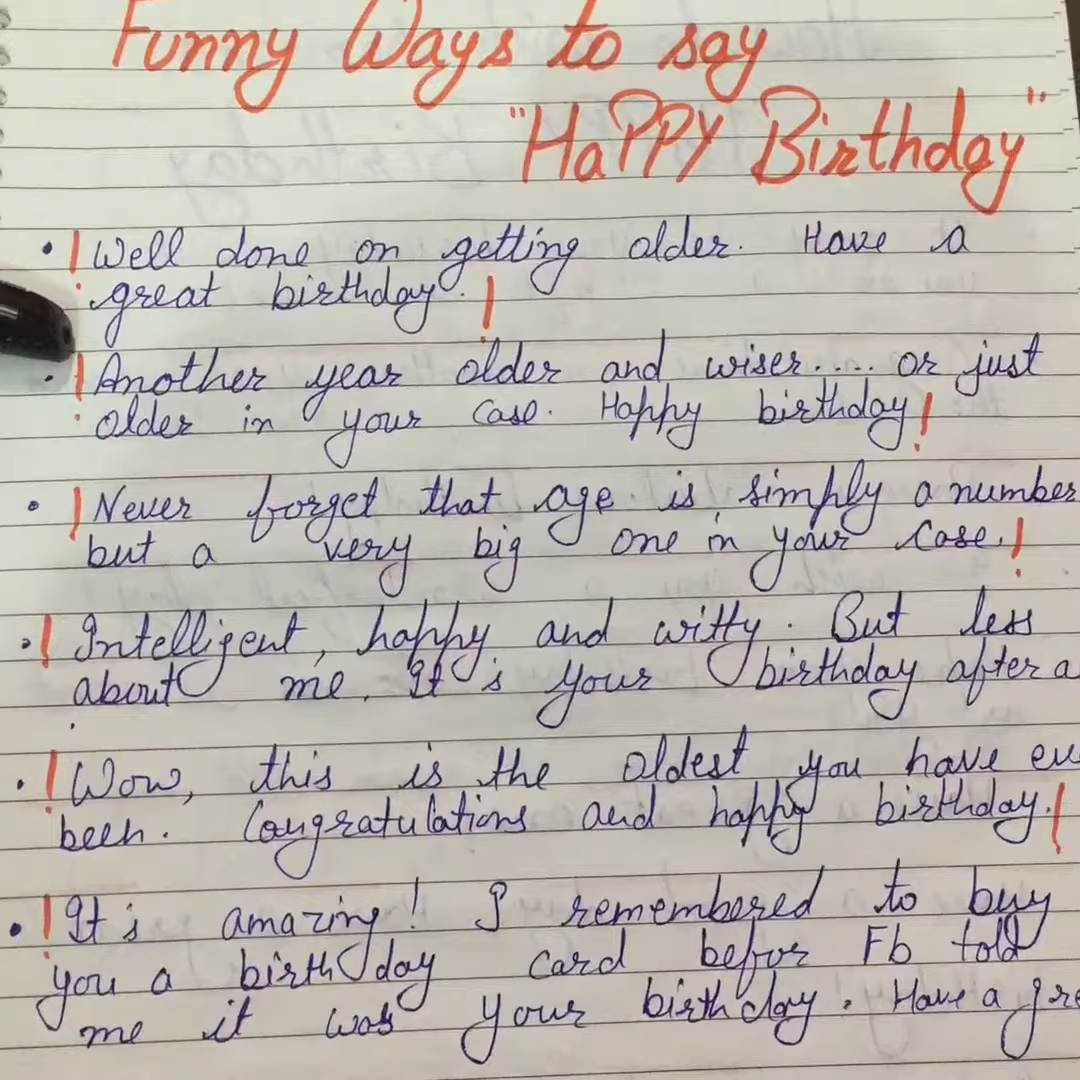 Funny Ways to say
"HaPPY Birthday"
• ! Well done on getting older. Have a
great birthday. !
• ! Another year older and wiser.... or just
older in your case. Happy birthday !
• ! Never forget that age is simply a number
but a very big one in your case. !
• ! Intelligent, happy and witty. But less
about me. It's your birthday after a
• ! Wow, this is the oldest you have ev
been. Congratulations and happy birthday. !
• ! It's amazing! I remembered to buy
you a birthday card befor Fb told
me it was your birthday. Have a gre